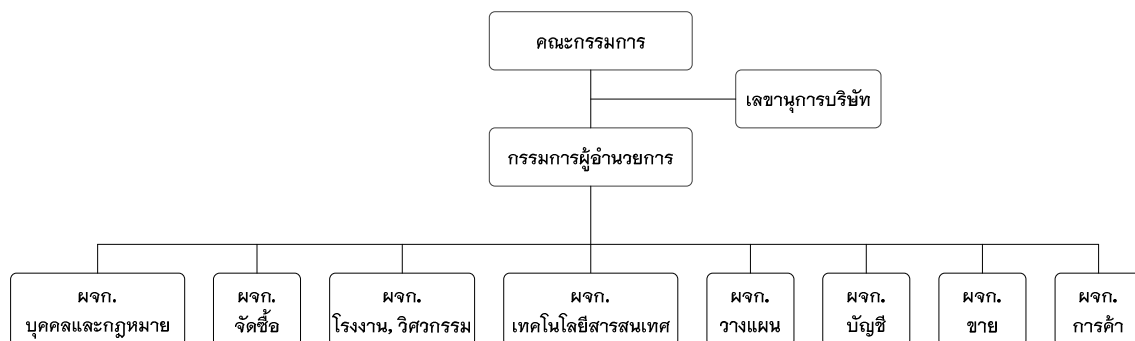 คณะกรรมการ
เลขานุการบริษัท
กรรมการผู้อำนวยการ
ผจก.
บุคคลและกฎหมาย
ผจก.
จัดซื้อ
ผจก.
โรงงาน, วิศวกรรม
ผจก.
เทคโนโลยีสารสนเทศ
ผจก.
วางแผน
ผจก.
บัญชี
ผจก.
ขาย
ผจก.
การค้า